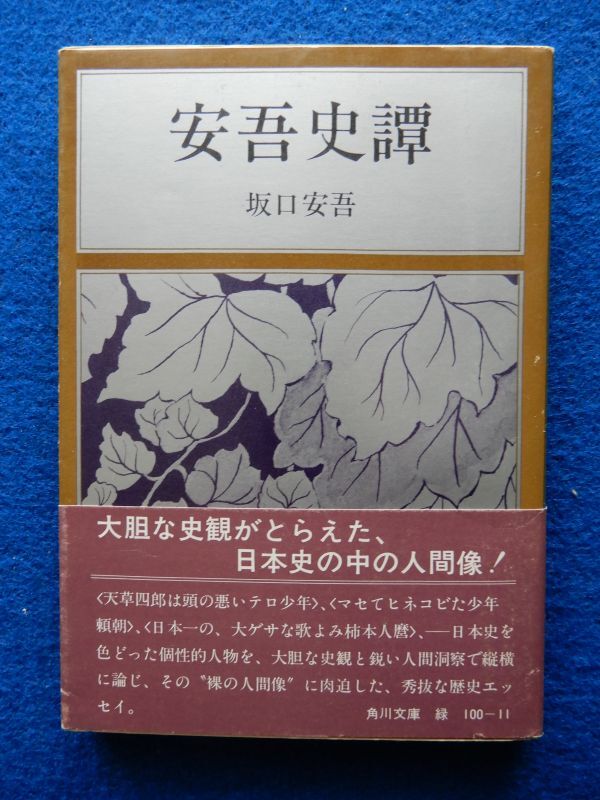 安吾史譚
坂口安吾
大胆な史観がとらえた、
日本史の中の人間像！
〈天草四郎は頭の悪いテロ少年〉、〈マセてヒネコビた少年
頼朝〉、〈日本一の、大ゲサな歌よみ柿本人麿〉、──日本史を
色どった個性的人物を、大胆な史観と鋭い人間洞察で縦横
に論じ、その〝裸の人間像〟に肉迫した、秀抜な歴史エッ
セイ。
角川文庫 緑 100-11